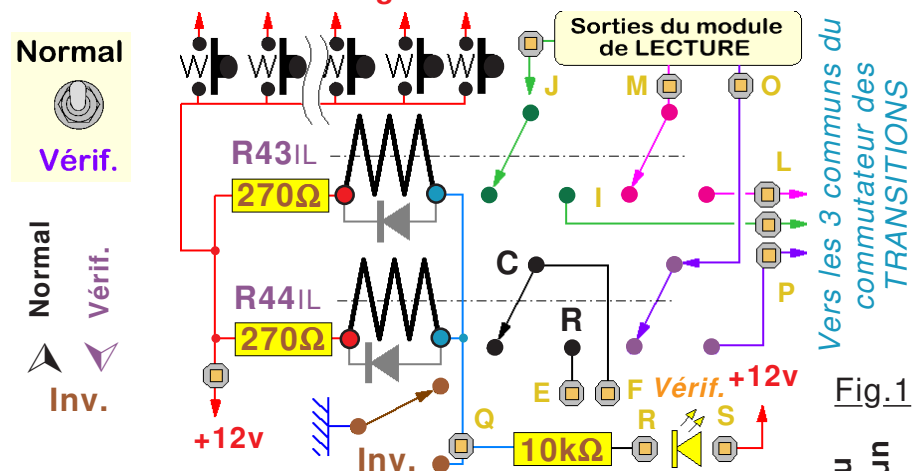 Normal
Vérif.
Normal
Vérif.
Inv.
W
W
W
W
W
Sorties du module
de LECTURE
J
M
O
R43IL
270Ω
I
L
P
C
R
R44IL
270Ω
E
F
Vérif.
+12v
+12v
Inv.
Q
10kΩ
R
S
Vers les 3 communs du
commutateur des
TRANSITIONS
Fig.1
un